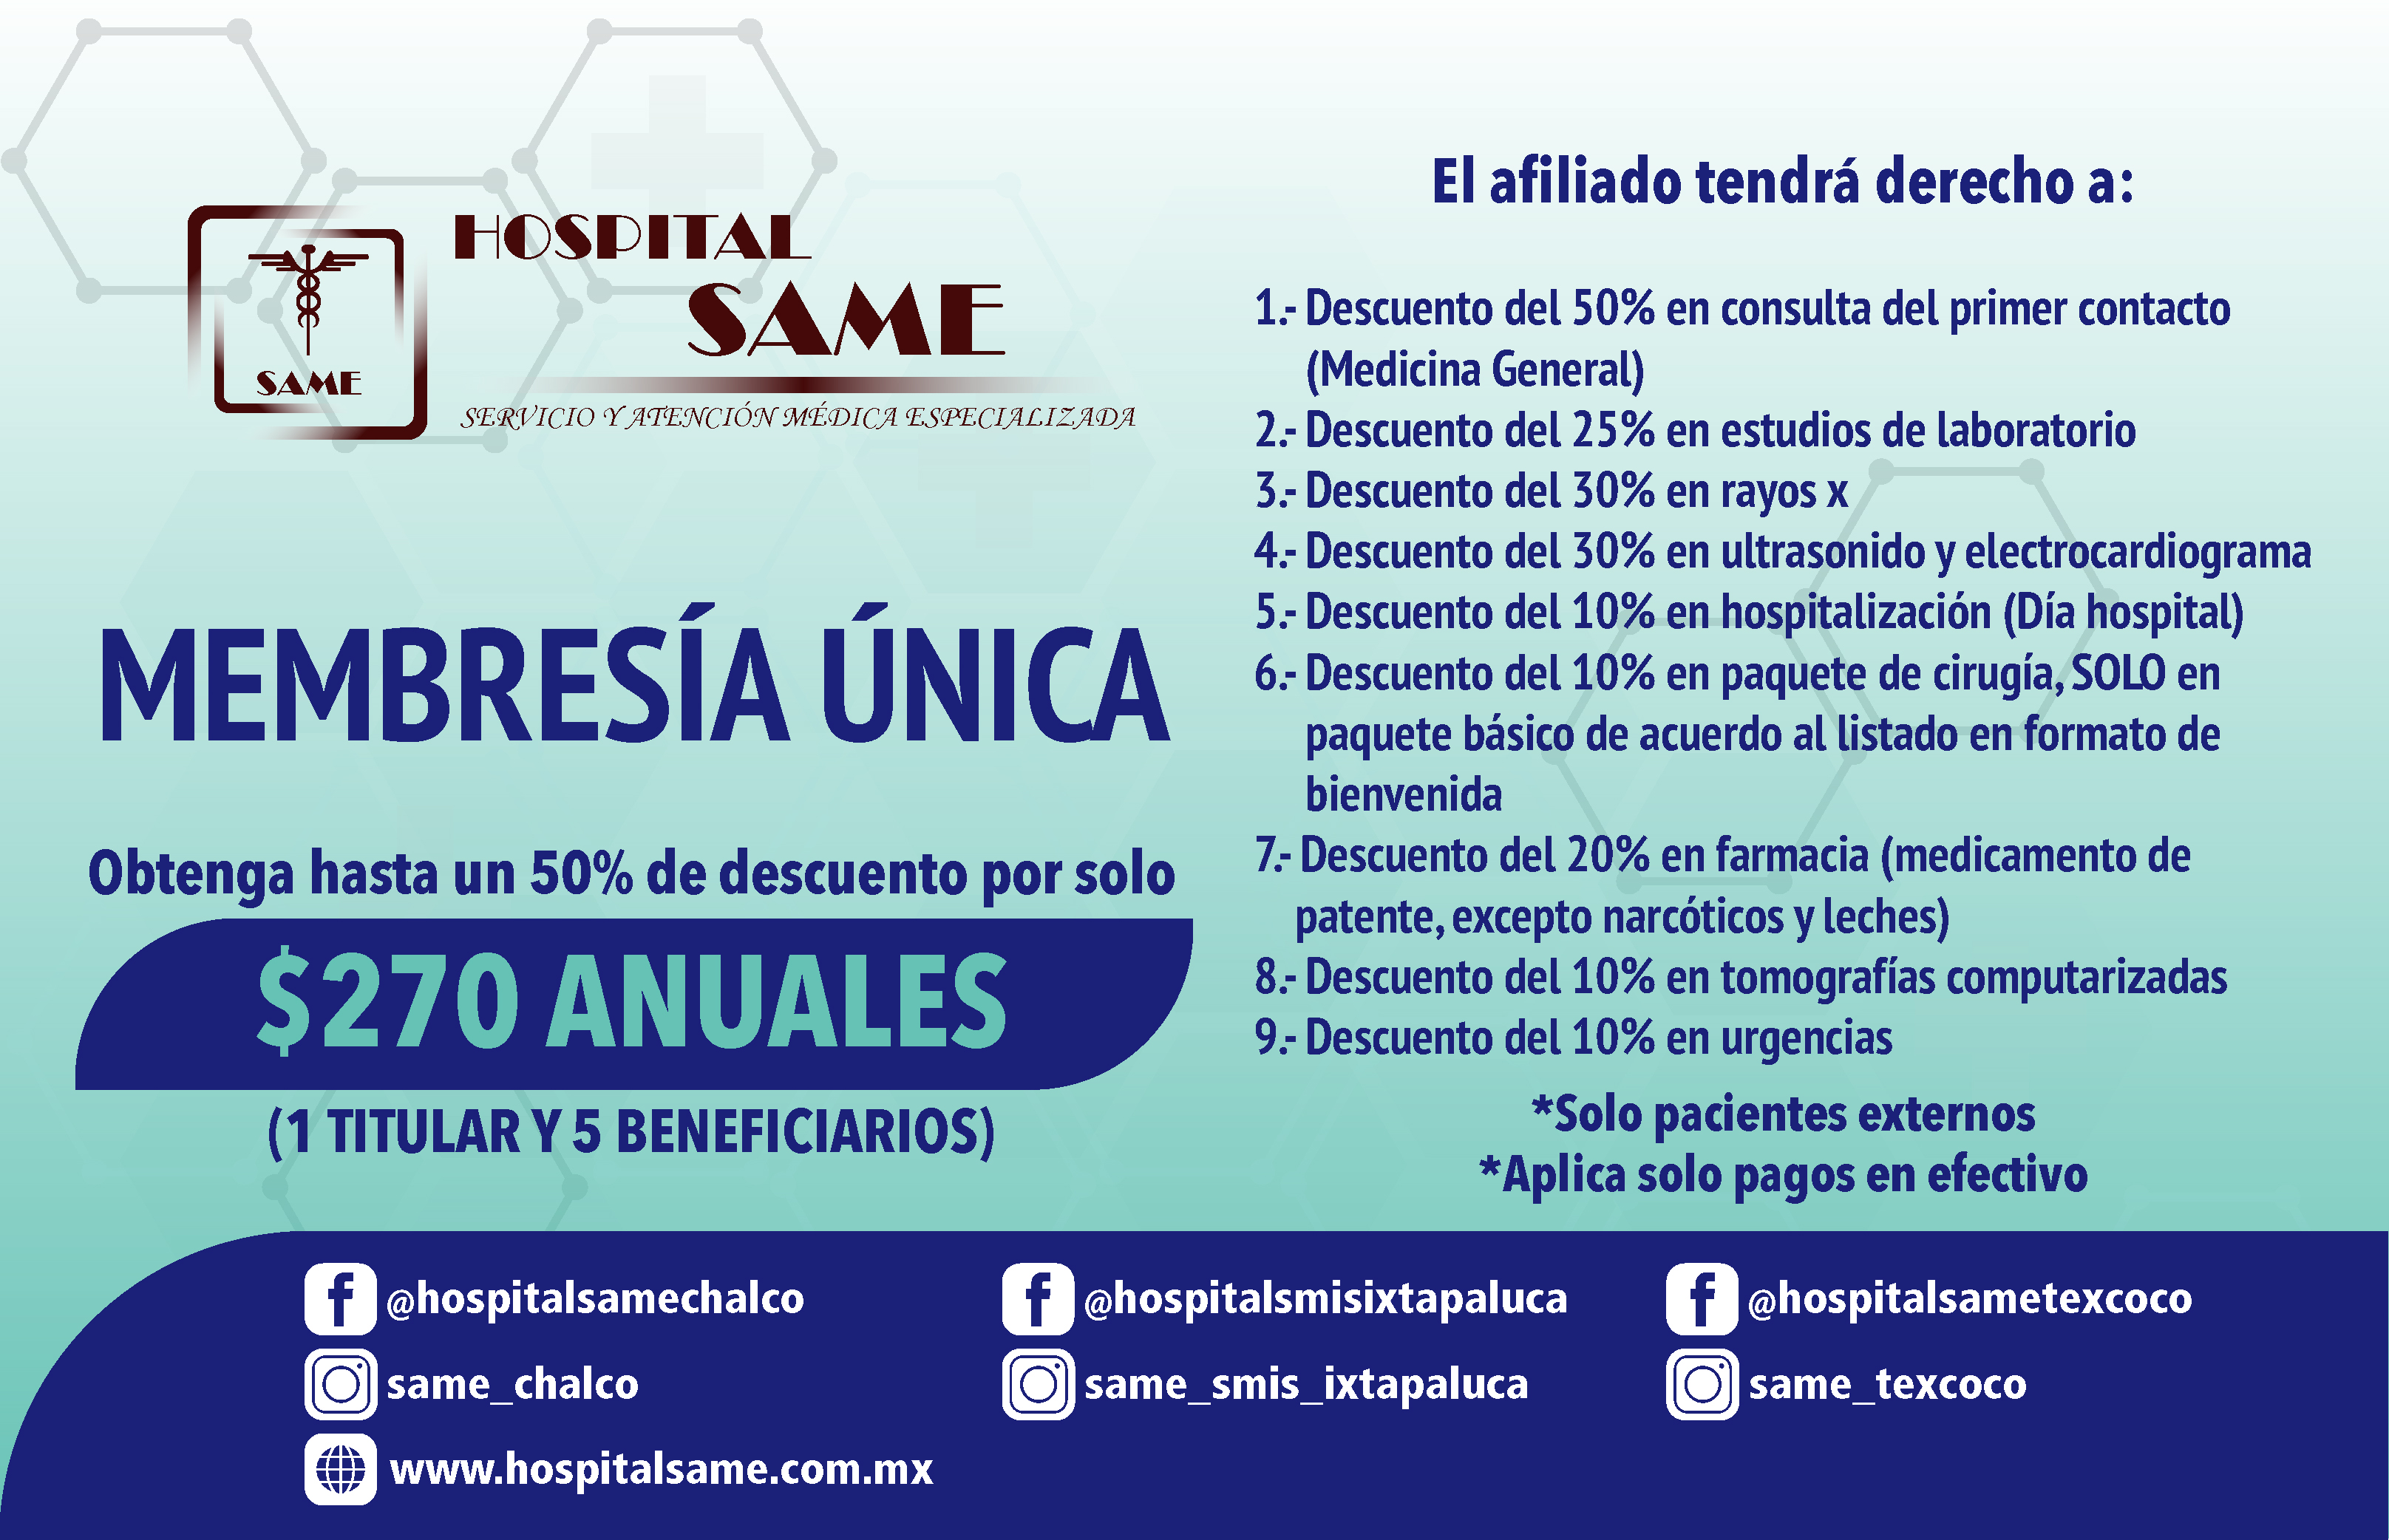 HOSPITAL
SAME
SAME
SERVICIO Y ATENCIÓN MÉDICA ESPECIALIZADA
MEMBRESÍA ÚNICA
Obtenga hasta un 50% de descuento por solo
$270 ANUALES
(1 TITULAR Y 5 BENEFICIARIOS)
El afiliado tendrá derecho a:
1.- Descuento del 50% en consulta del primer contacto
(Medicina General)
2.- Descuento del 25% en estudios de laboratorio
3.- Descuento del 30% en rayos x
4.- Descuento del 30% en ultrasonido y electrocardiograma
5.- Descuento del 10% en hospitalización (Día hospital)
6.- Descuento del 10% en paquete de cirugía, SOLO en
paquete básico de acuerdo al listado en formato de
bienvenida
7.- Descuento del 20% en farmacia (medicamento de
patente, excepto narcóticos y leches)
8.- Descuento del 10% en tomografías computarizadas
9.- Descuento del 10% en urgencias
*Solo pacientes externos
*Aplica solo pagos en efectivo
@hospitalsamechalco
@hospitalsmisixtapaluca
@hospitalsametexcoco
same_chalco
same_smis_ixtapaluca
same_texcoco
www.hospitalsame.com.mx